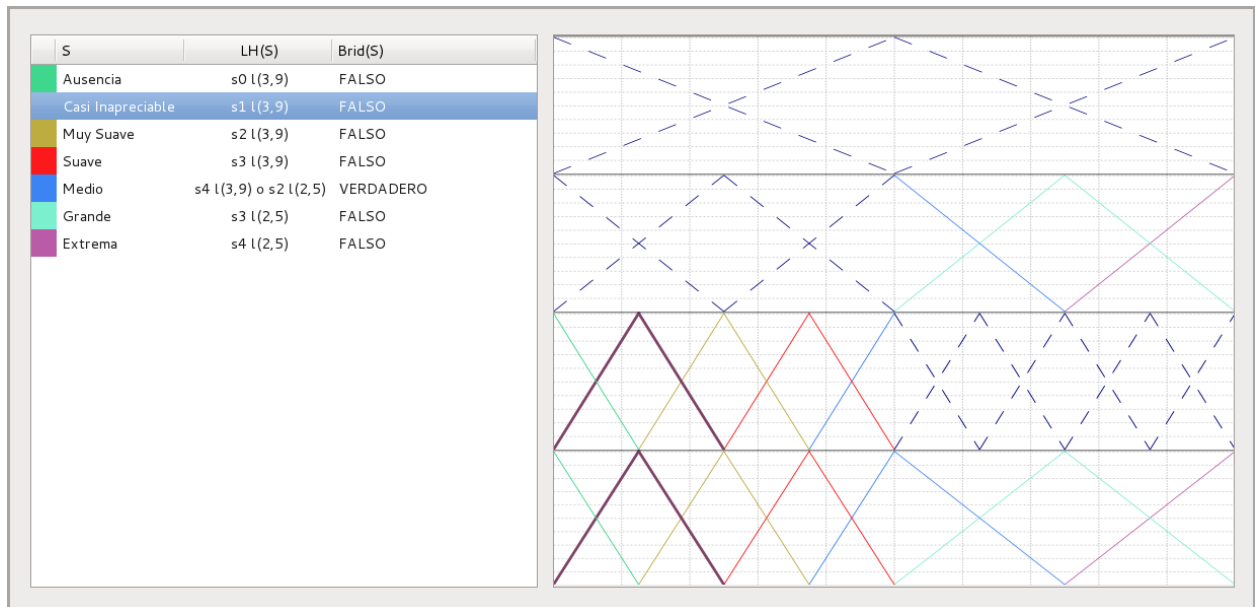 S LH(S) Brid(S)
Ausencia s0 l(3,9) FALSO
Casi Inapreciable s1 l(3,9) FALSO
Muy Suave s2 l(3,9) FALSO
Suave s3 l(3,9) FALSO
Medio s4 l(3,9) o s2 l(2,5) VERDADERO
Grande s3 l(2,5) FALSO
Extrema s4 l(2,5) FALSO